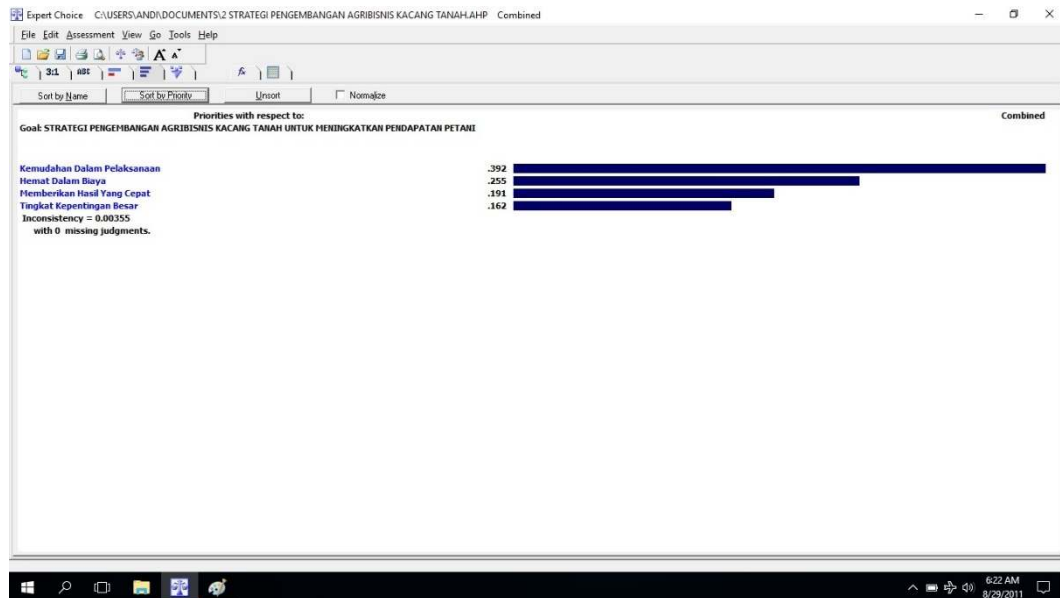 Expert Choice C:\USERS\ANDI\DOCUMENTS\2 STRATEGI PENGEMBANGAN AGRIBISNIS KACANG TANAH.AHP Combined
File Edit Assessment View Go Tools Help
3:1 ABC
Sort by Name Sort by Priority Unsort Normalize
Priorities with respect to: Combined
Goal: STRATEGI PENGEMBANGAN AGRIBISNIS KACANG TANAH UNTUK MENINGKATKAN PENDAPATAN PETANI
Kemudahan Dalam Pelaksanaan .392
Hemat Dalam Biaya .255
Memberikan Hasil Yang Cepat .191
Tingkat Kepentingan Besar .162
Inconsistency = 0.00355
with 0 missing judgments.
6:22 AM
8/29/2011